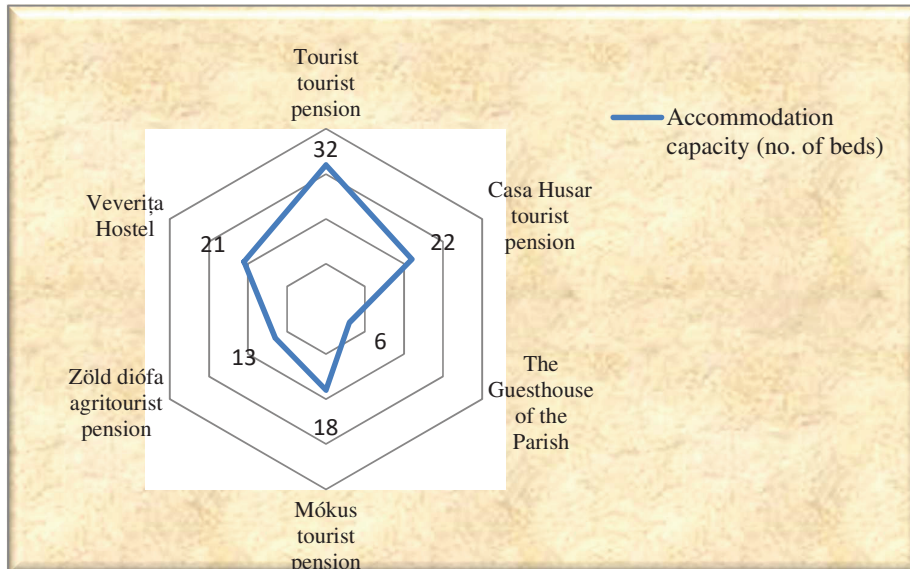 Tourist
tourist
pension
32
Accommodation
capacity (no. of beds)
Casa Husar
tourist
pension
22
Veverița
Hostel
21
6
The
Guesthouse
of the
Parish
13
Zöld diófa
agritourist
pension
18
Mókus
tourist
pension